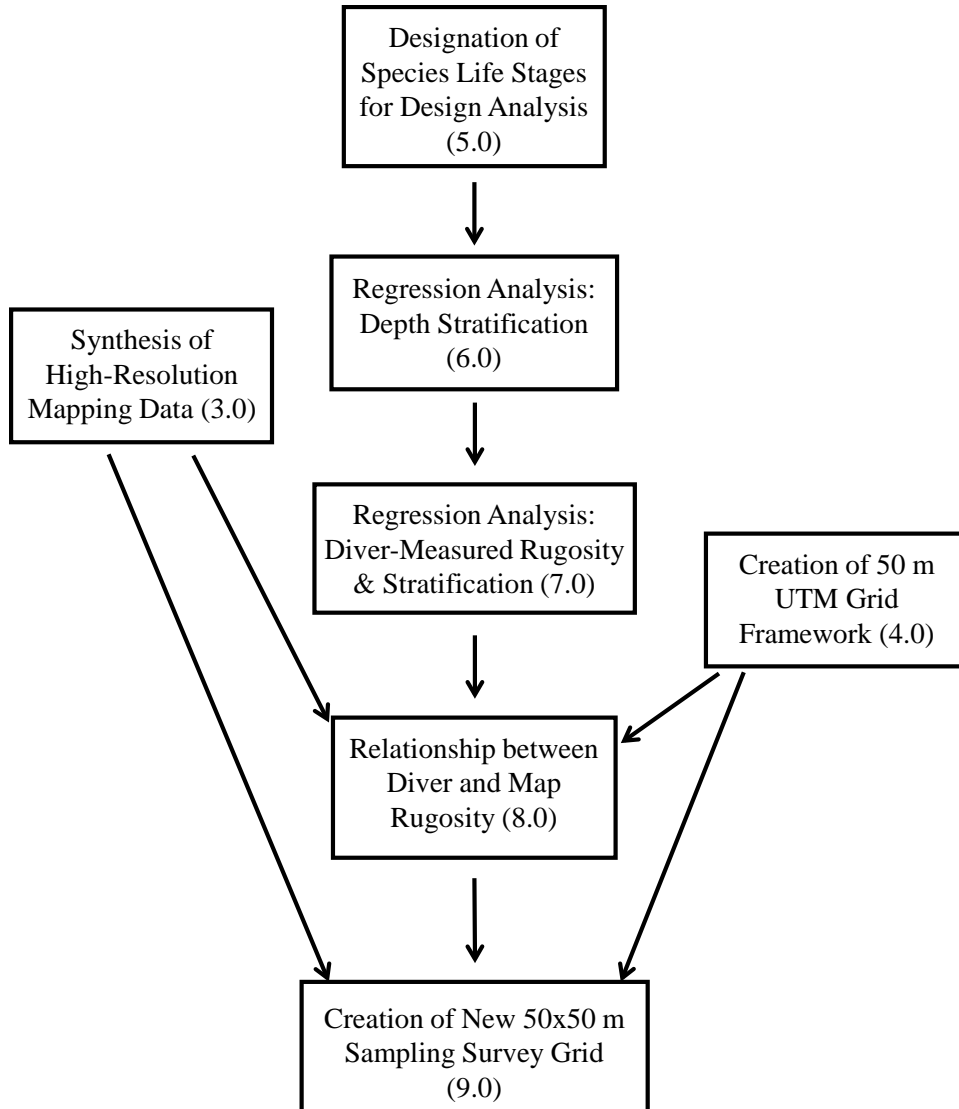 Designation of
Species Life Stages
for Design Analysis
(5.0)
Regression Analysis:
Depth Stratification
(6.0)
Synthesis of
High-Resolution
Mapping Data (3.0)
Regression Analysis:
Diver-Measured Rugosity
& Stratification (7.0)
Creation of 50 m
UTM Grid
Framework (4.0)
Relationship between
Diver and Map
Rugosity (8.0)
Creation of New 50x50 m
Sampling Survey Grid
(9.0)